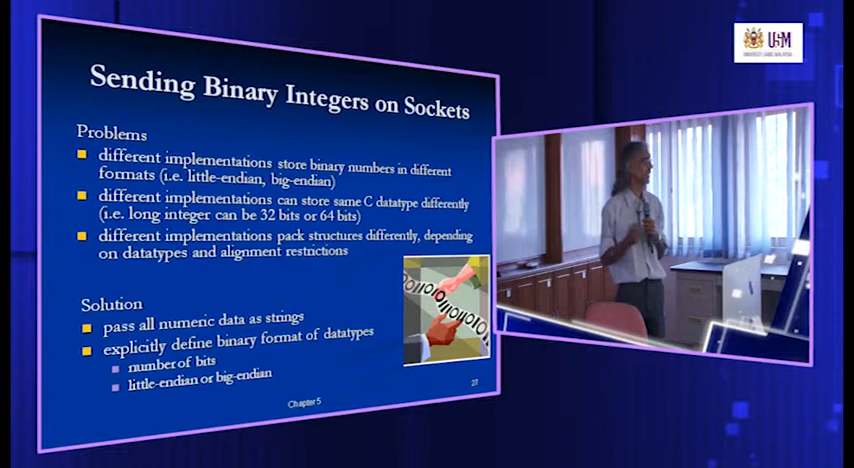 Sending Binary Integers on Sockets
Problems
different implementations store binary numbers in different
formats (i.e. little-endian, big-endian)
different implementations can store same C datatype differently
(i.e. long integer can be 32 bits or 64 bits)
different implementations pack structures differently, depending
on datatypes and alignment restrictions
Solution
pass all numeric data as strings
explicitly define binary format of datatypes
number of bits
little-endian or big-endian
Chapter 5
27
USM
UNIVERSITI SAINS MALAYSIA